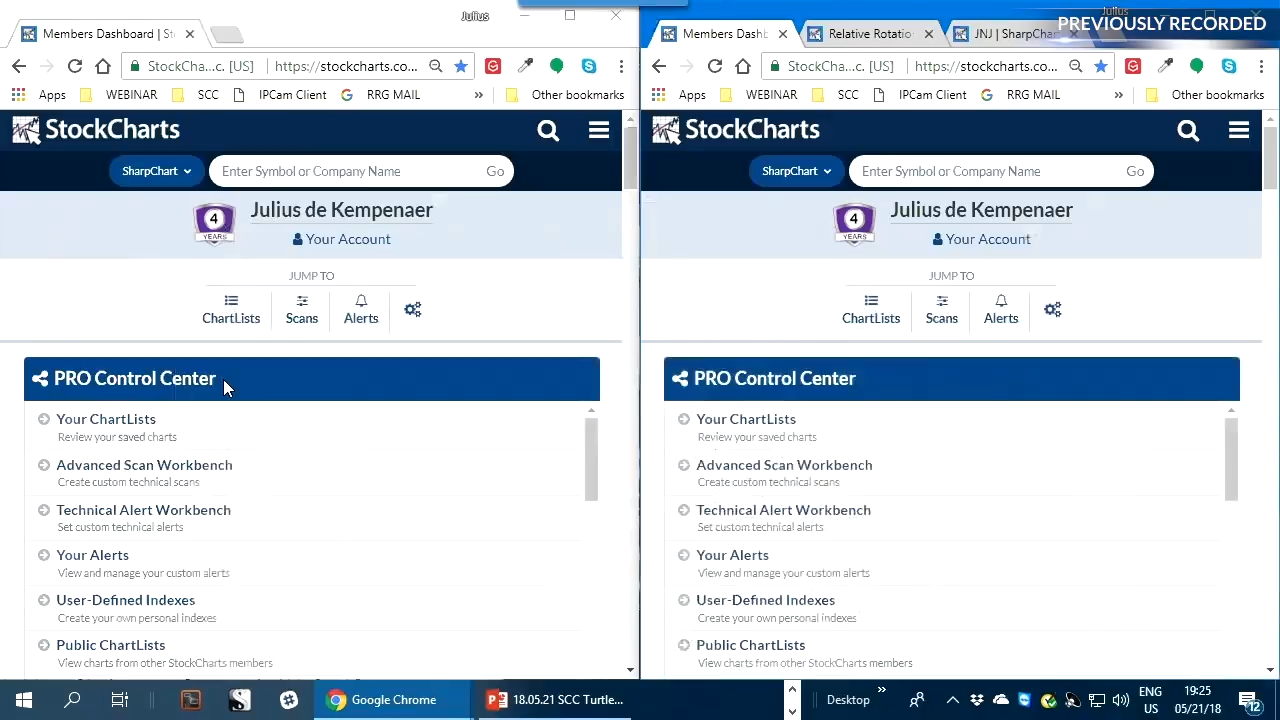 Julius
Members Dashboard | St
StockCha...c. [US]
https://stockcharts.co...
Apps
WEBINAR
SCC
IPCam Client
RRG MAIL
»
Other bookmarks
StockCharts
SharpChart
Enter Symbol or Company Name
Go
4
YEARS
Julius de Kempenaer
Your Account
JUMP TO
ChartLists
Scans
Alerts
PRO Control Center
Your ChartLists
Review your saved charts
Advanced Scan Workbench
Create custom technical scans
Technical Alert Workbench
Set custom technical alerts
Your Alerts
View and manage your custom alerts
User-Defined Indexes
Create your own personal indexes
Public ChartLists
View charts from other StockCharts members
Julius
PREVIOUSLY RECORDED
Members Dashb
Relative Rotatio
JNJ | SharpChar
StockCha...c. [US]
https://stockcharts.co...
Apps
WEBINAR
SCC
IPCam Client
RRG MAIL
»
Other bookmarks
StockCharts
SharpChart
Enter Symbol or Company Name
Go
4
YEARS
Julius de Kempenaer
Your Account
JUMP TO
ChartLists
Scans
Alerts
PRO Control Center
Your ChartLists
Review your saved charts
Advanced Scan Workbench
Create custom technical scans
Technical Alert Workbench
Set custom technical alerts
Your Alerts
View and manage your custom alerts
User-Defined Indexes
Create your own personal indexes
Public ChartLists
View charts from other StockCharts members
Google Chrome
18.05.21 SCC Turtle...
Desktop
»
ENG
US
19:25
05/21/18
12